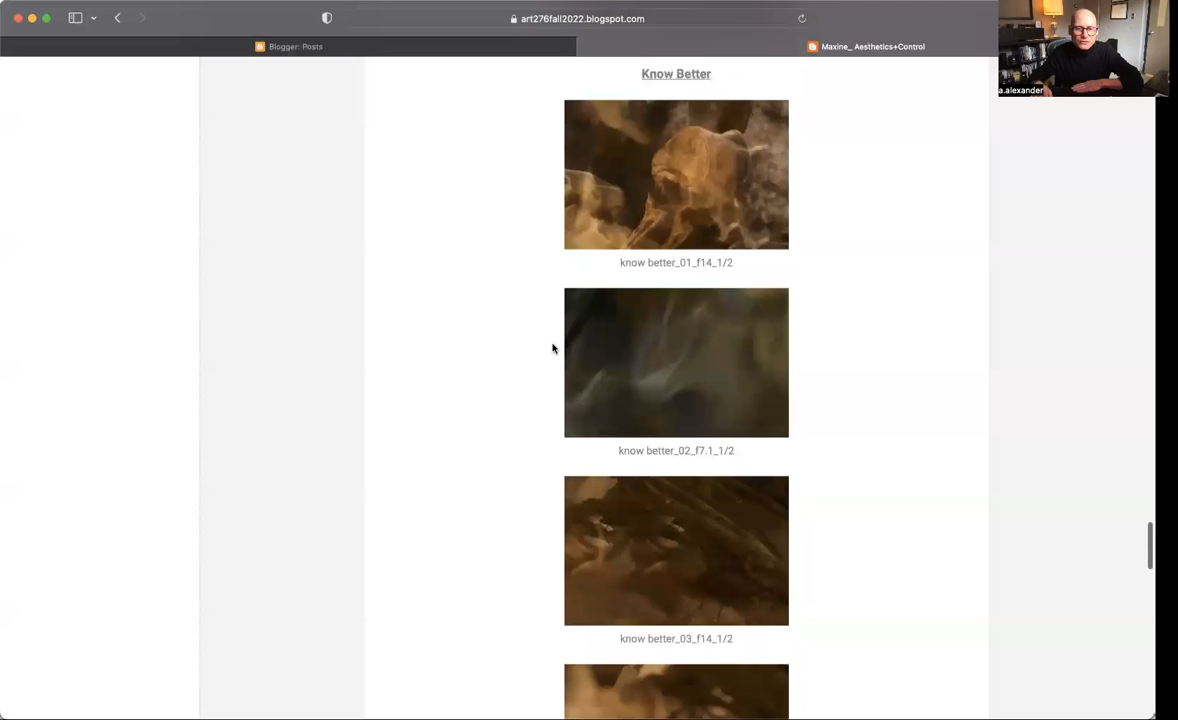 art276fall2022.blogspot.com
Blogger: Posts
Maxine_ Aesthetics+Control
a.alexander
Know Better
know better_01_f14_1/2
know better_02_f7.1_1/2
know better_03_f14_1/2